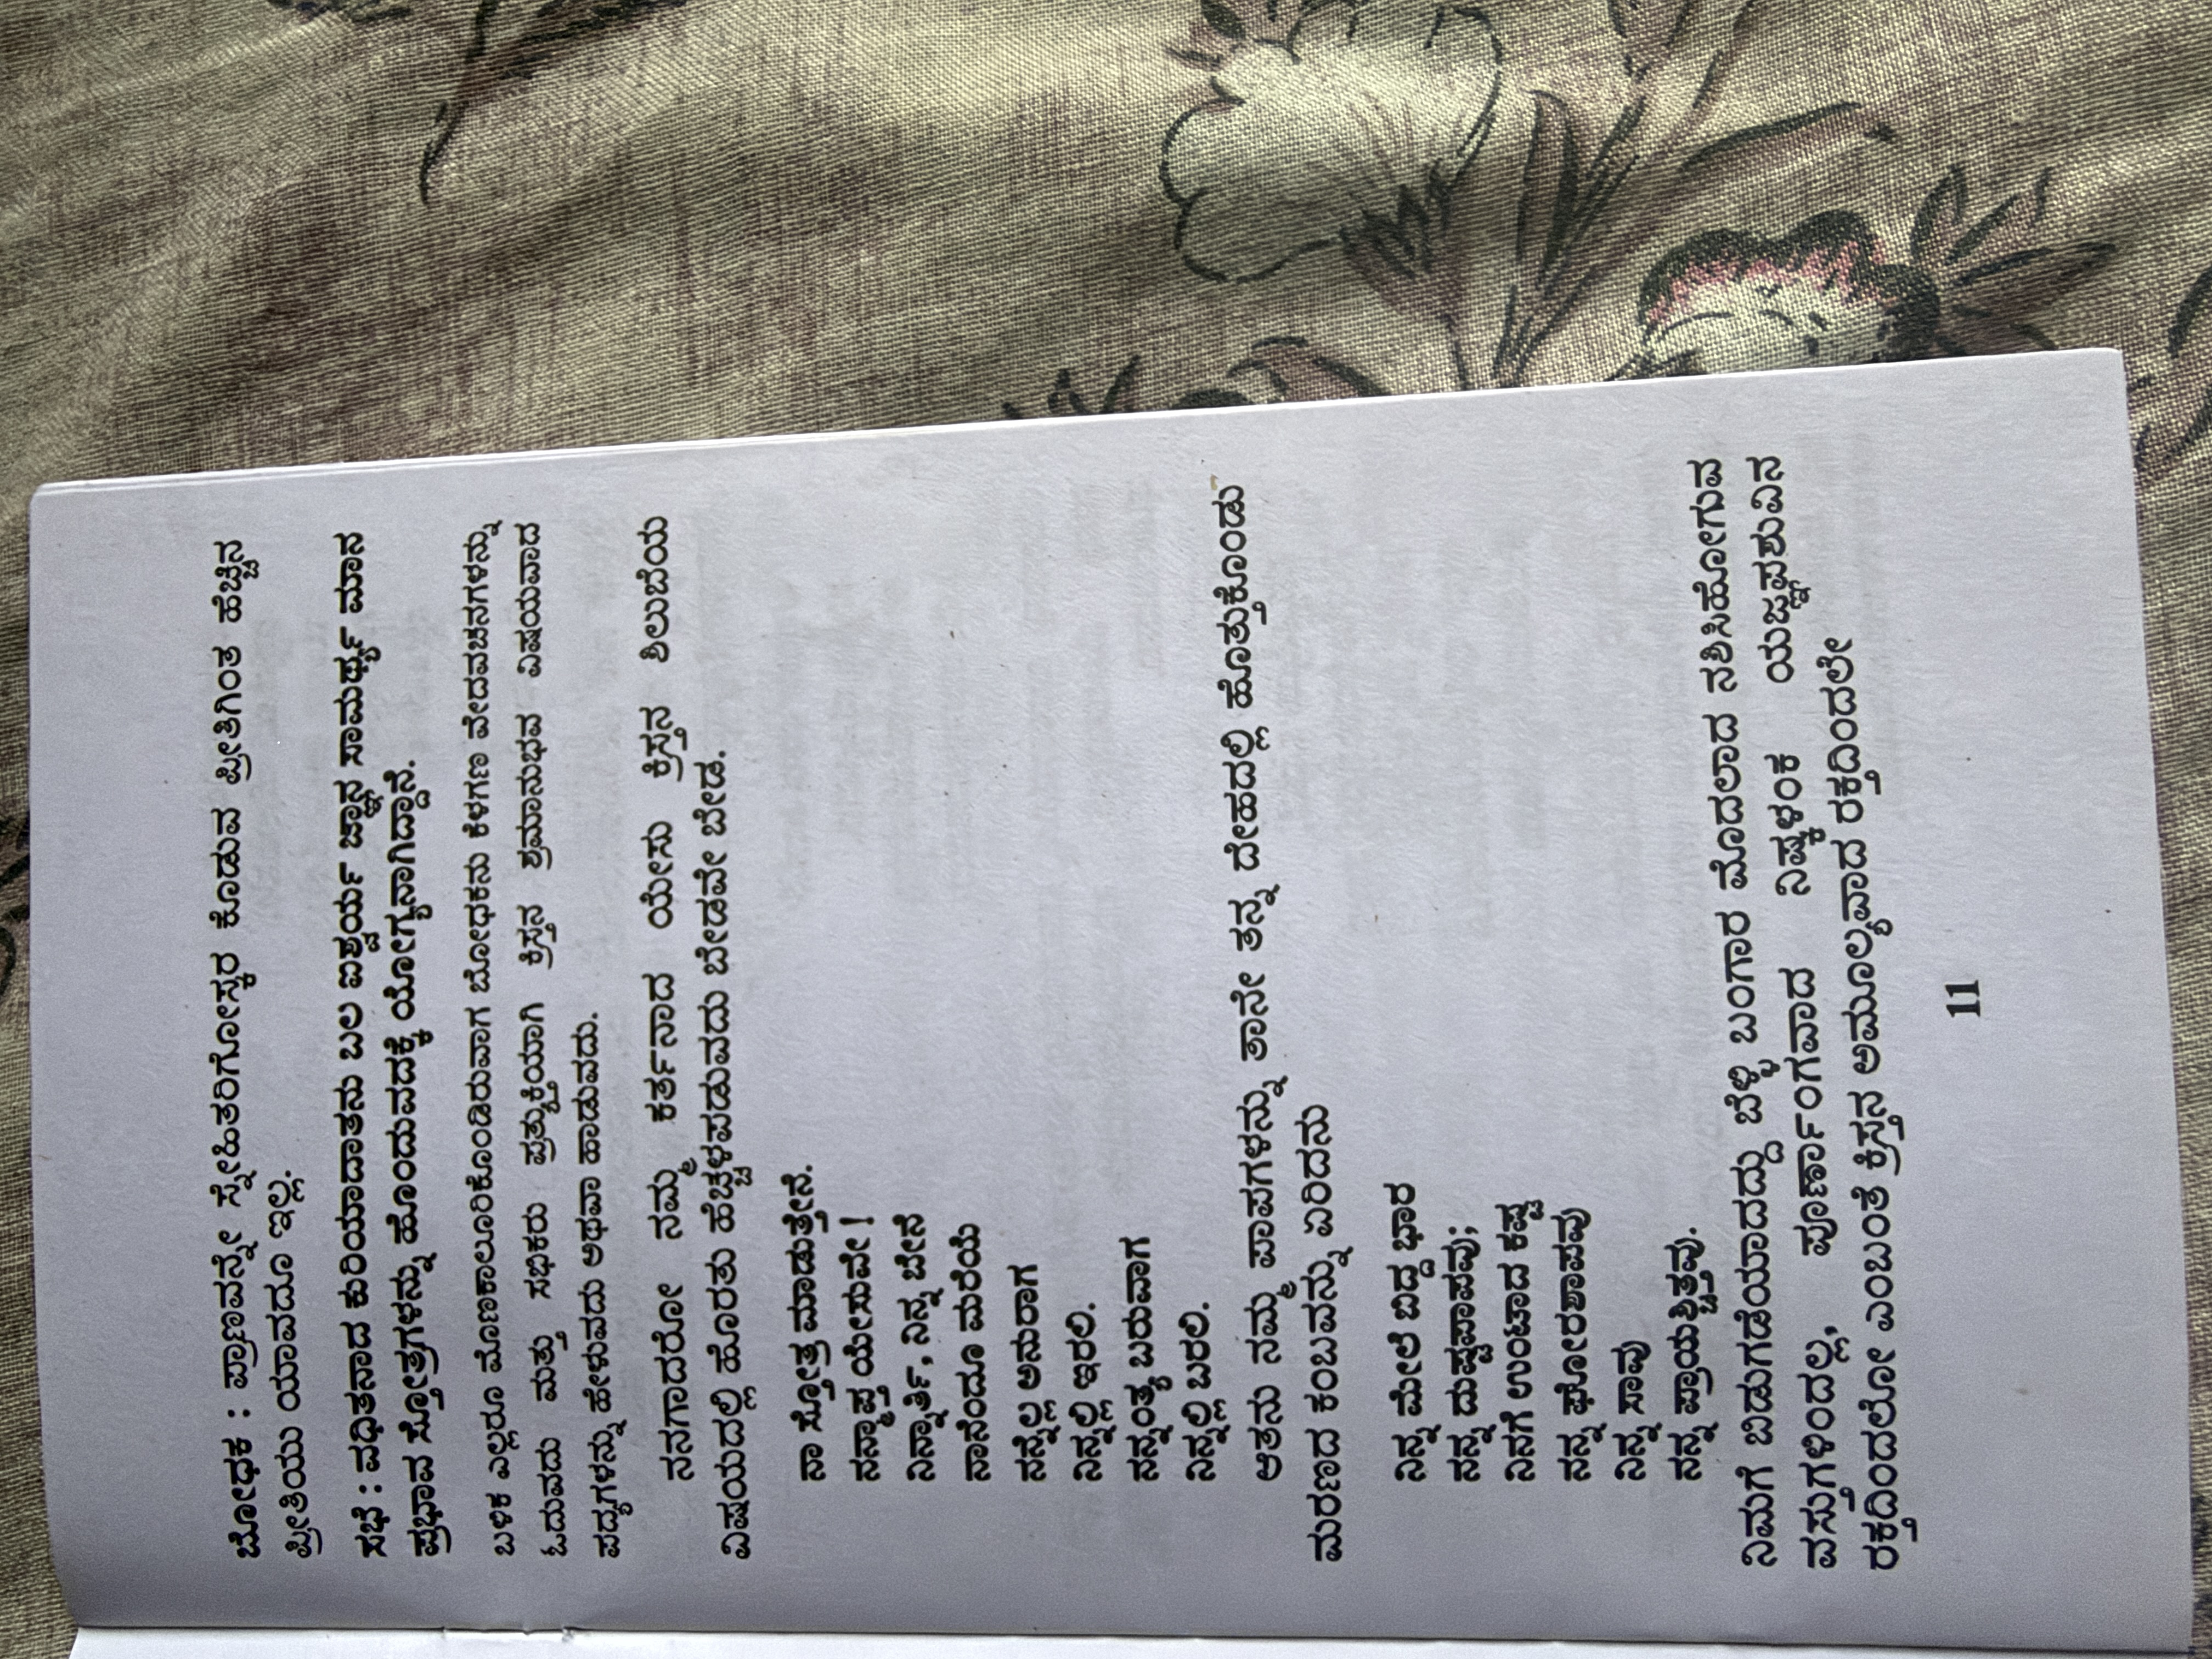 ಬೋಧಕ : ಪ್ರಾಣವನ್ನೇ ಸ್ನೇಹಿತರಿಗೋಸ್ಕರ ಕೊಡುವ ಪ್ರೀತಿಗಿಂತ ಹೆಚ್ಚಿನ
ಪ್ರೀತಿಯು ಯಾವದೂ ಇಲ್ಲ.
ಸಭೆ : ವಧಿತನಾದ ಕುರಿಯಾದಾತನು ಬಲ ಐಶ್ವರ್ಯ ಜ್ಞಾನ ಸಾಮರ್ಥ್ಯ ಮಾನ
ಪ್ರಭಾವ ಸ್ತೋತ್ರಗಳನ್ನು ಹೊಂದುವದಕ್ಕೆ ಯೋಗ್ಯನಾಗಿದ್ದಾನೆ.
ಬಳಿಕ ಎಲ್ಲರೂ ಮೊಣಕಾಲೂರಿಕೊಂಡಿರುವಾಗ ಬೋಧಕನು ಕೆಳಗಣ ವೇದವಚನಗಳನ್ನು
ಓದುವದು ಮತ್ತು ಸಭಿಕರು ಪ್ರತ್ಯುಕ್ತಿಯಾಗಿ ಕ್ರಿಸ್ತನ ಶ್ರಮಾನುಭವ ವಿಷಯವಾದ
ಪದ್ಯಗಳನ್ನು ಹೇಳುವದು ಅಥವಾ ಹಾಡುವದು.
ನನಗಾದರೋ ನಮ್ಮ ಕರ್ತನಾದ ಯೇಸು ಕ್ರಿಸ್ತನ ಶಿಲುಬೆಯ
ವಿಷಯದಲ್ಲಿ ಹೊರತು ಹೆಚ್ಚಳಪಡುವದು ಬೇಡವೇ ಬೇಡ.
ನಾ ಸ್ತೋತ್ರ ಮಾಡುತ್ತೇನೆ.
ನನ್ಮಾಪ್ತ ಯೇಸುವೇ !
ನಿನ್ನಾರ್ತಿ, ನಿನ್ನ ಬೇನೆ
ನಾನೆಂದೂ ಮರೆಯೆ
ನನ್ನೆಲ್ಲ ಅನುರಾಗ
ನಿನ್ನಲ್ಲಿ ಇರಲಿ.
ನನ್ನಂತ್ಯ ಬರುವಾಗ
ನಿನ್ನಲ್ಲಿ ಬರಲಿ.
ಆತನು ನಮ್ಮ ಪಾಪಗಳನ್ನು ತಾನೇ ತನ್ನ ದೇಹದಲ್ಲಿ ಹೊತ್ತುಕೊಂಡು
ಮರಣದ ಕಂಬವನ್ನು ಏರಿದನು
ನಿನ್ನ ಮೇಲೆ ಬಿದ್ದ ಭಾರ
ನನ್ನ ದುಷ್ಟಪಾಪವು;
ನಿನಗೆ ಉಂಟಾದ ಕಷ್ಟ
ನನ್ನ ಘೋರಶಾಪವು
ನಿನ್ನ ಸಾವು
ನನ್ನ ಪ್ರಾಯಶ್ಚಿತ್ತವು.
ನಿಮಗೆ ಬಿಡುಗಡೆಯಾದದ್ದು ಬೆಳ್ಳಿ ಬಂಗಾರ ಮೊದಲಾದ ನಶಿಸಿಹೋಗುವ
ವಸ್ತುಗಳಿಂದಲ್ಲ, ಪೂರ್ಣಾಂಗವಾದ ನಿಷ್ಕಳಂಕ ಯಜ್ಞಪಶುವಿನ
ರಕ್ತದಿಂದಲೋ ಎಂಬಂತೆ ಕ್ರಿಸ್ತನ ಅಮೂಲ್ಯವಾದ ರಕ್ತದಿಂದಲೇ
11